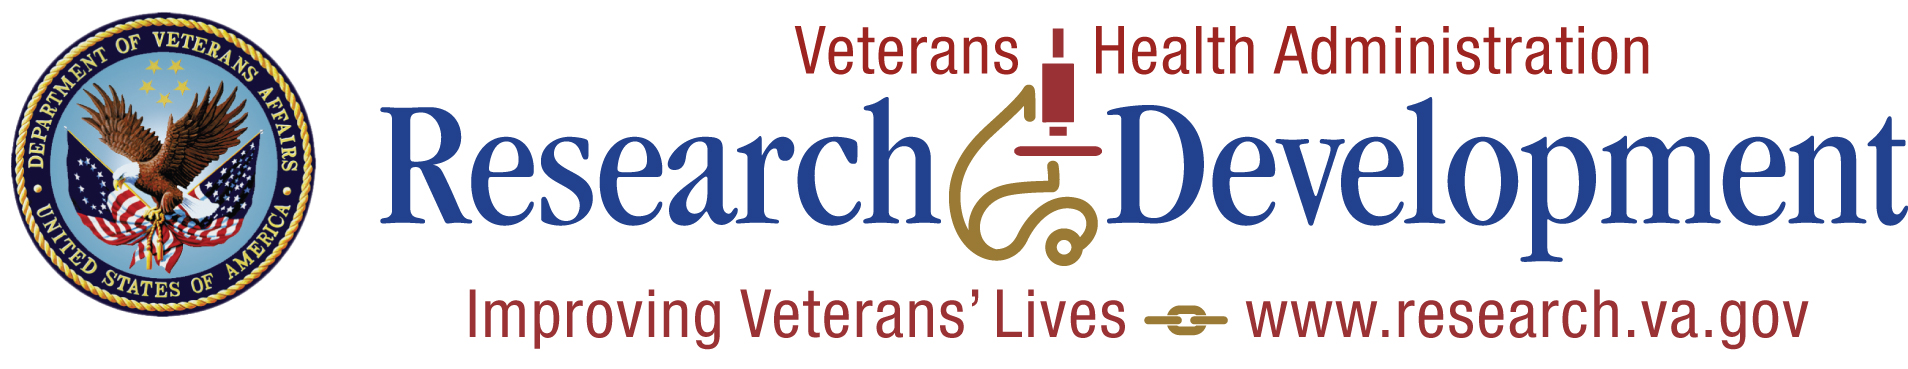 DEPARTMENT OF VETERANS AFFAIRS
UNITED STATES OF AMERICA
Veterans Health Administration
Research Development
Improving Veterans’ Lives www.research.va.gov